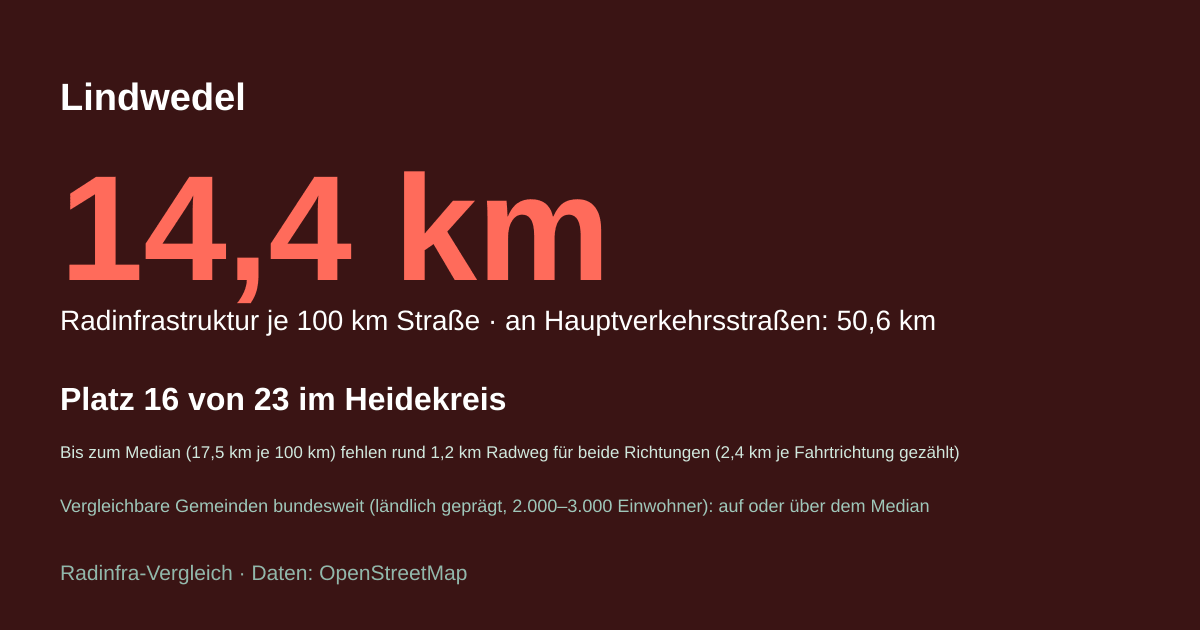 Lindwedel
14,4 km
Radinfrastruktur je 100 km Straße · an Hauptverkehrsstraßen: 50,6 km
Platz 16 von 23 im Heidekreis
Bis zum Median (17,5 km je 100 km) fehlen rund 1,2 km Radweg für beide Richtungen (2,4 km je Fahrtrichtung gezählt)
Vergleichbare Gemeinden bundesweit (ländlich geprägt, 2.000–3.000 Einwohner): auf oder über dem Median
Radinfra-Vergleich · Daten: OpenStreetMap